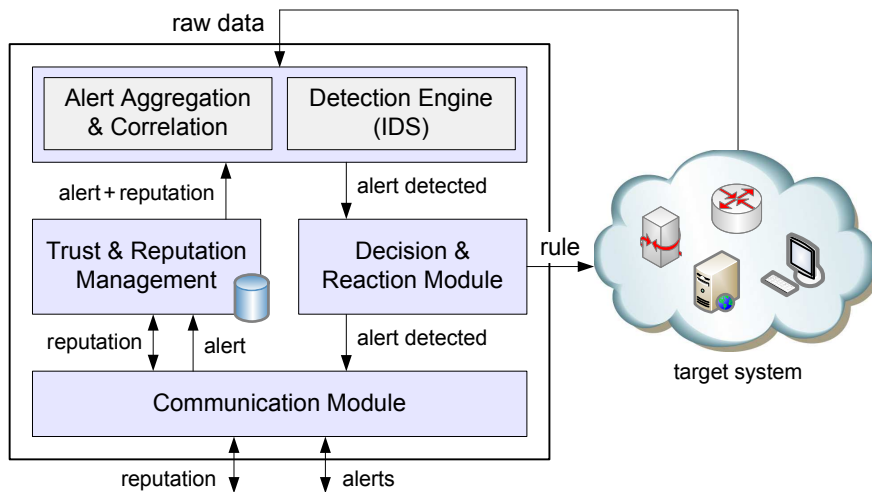 raw data
Alert Aggregation
& Correlation
Detection Engine
(IDS)
alert + reputation
alert detected
Trust & Reputation
Management
Decision &
Reaction Module
rule
reputation
alert
alert detected
target system
Communication Module
reputation
alerts